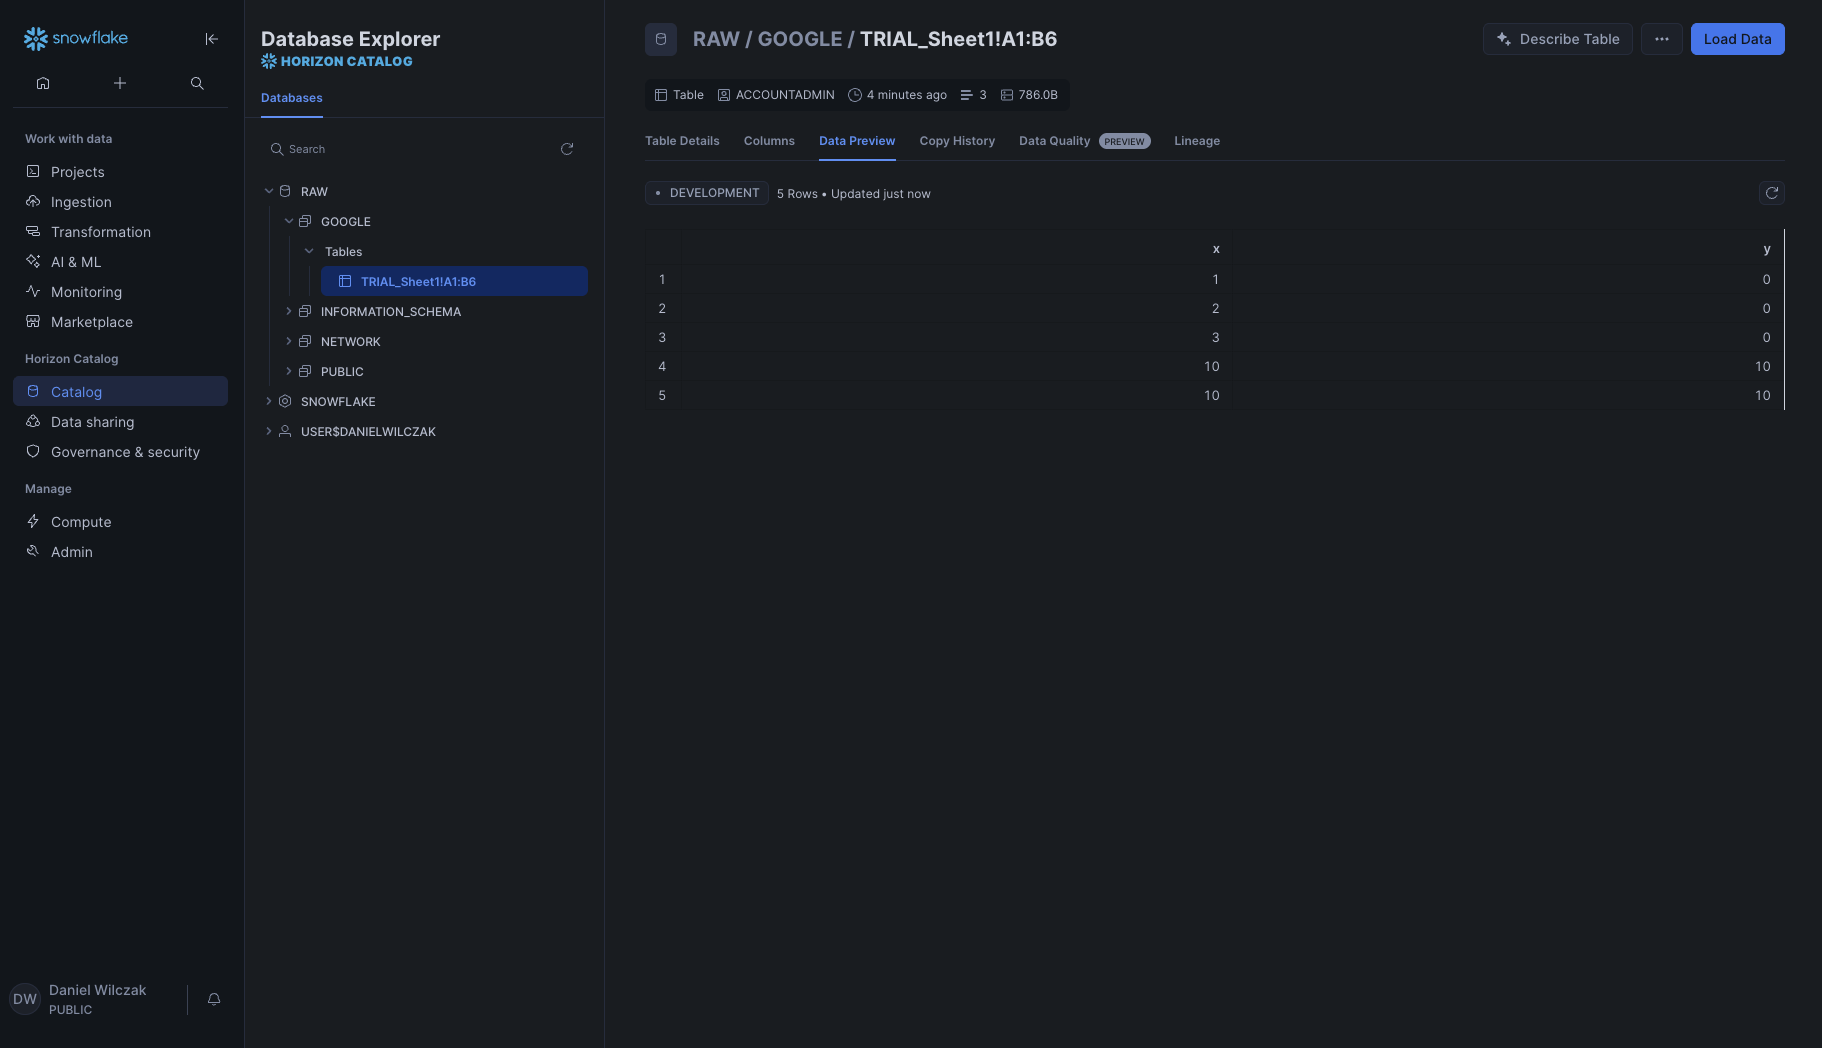 snowflake
Work with data
Projects
Ingestion
Transformation
AI & ML
Monitoring
Marketplace
Horizon Catalog
Catalog
Data sharing
Governance & security
Manage
Compute
Admin
DW
Daniel Wilczak
PUBLIC
Database Explorer
HORIZON CATALOG
Databases
Search
RAW
GOOGLE
Tables
TRIAL_Sheet1!A1:B6
INFORMATION_SCHEMA
NETWORK
PUBLIC
SNOWFLAKE
USER$DANIELWILCZAK
RAW / GOOGLE / TRIAL_Sheet1!A1:B6
Describe Table
Load Data
Table ACCOUNTADMIN 4 minutes ago 3 786.0B
Table Details Columns Data Preview Copy History Data Quality PREVIEW Lineage
• DEVELOPMENT 5 Rows • Updated just now
x y
1 1 0
2 2 0
3 3 0
4 10 10
5 10 10